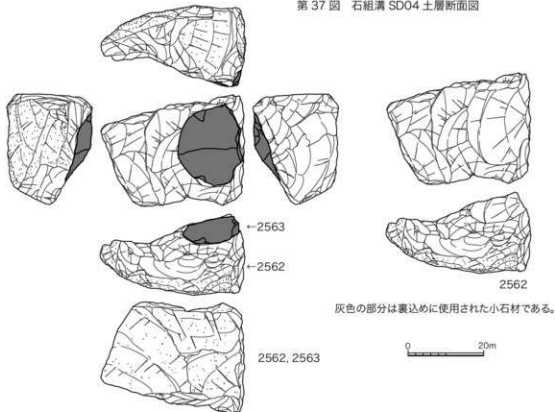 第 37 図 石組溝 SD04 土層断面図
←2563
←2562
2562
灰色の部分は裏込めに使用された小石材である。
2562, 2563
0 20m